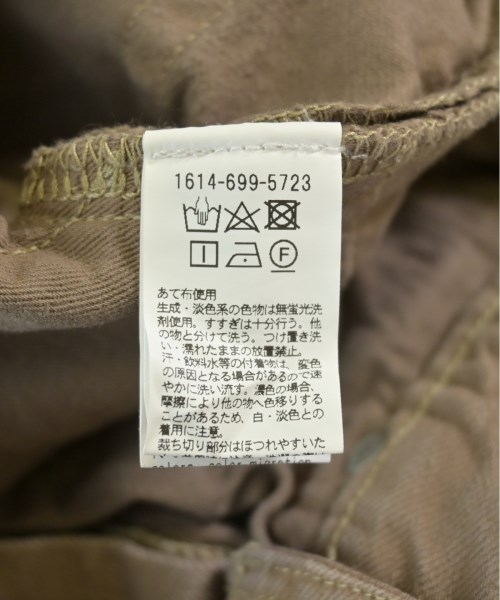 1614-699-5723
あて布使用
生成・淡色系の色物は無蛍光洗
剤使用。すすぎは十分行う。他
の物と分けて洗う。つけ置き洗
い・濡れたままの放置禁止。
汗・飲料水等の付着物は、変色
の原因となる場合があるので速
やかに洗い流す。濃色の場合、
摩擦により他の物へ色移りする
ことがあるため、白・淡色との
着用に注意。
裁ち切り部分はほつれやすいた
color migration